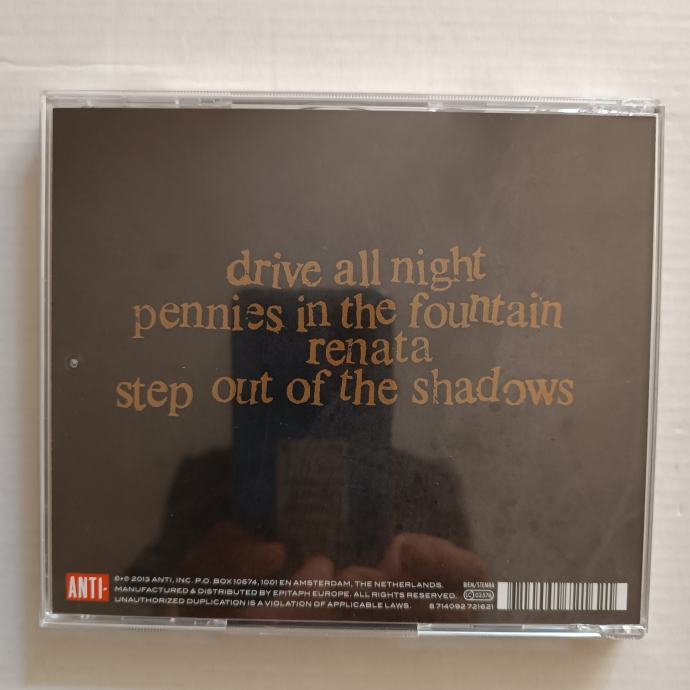 drive all night
pennies in the fountain
renata
step out of the shadows
ANTI-
℗+© 2013 ANTI, INC. P.O. BOX 10574, 1001 EN AMSTERDAM, THE NETHERLANDS.
MANUFACTURED & DISTRIBUTED BY EPITAPH EUROPE. ALL RIGHTS RESERVED.
UNAUTHORIZED DUPLICATION IS A VIOLATION OF APPLICABLE LAWS.
BIEM/STEMRA
8 714092 721621